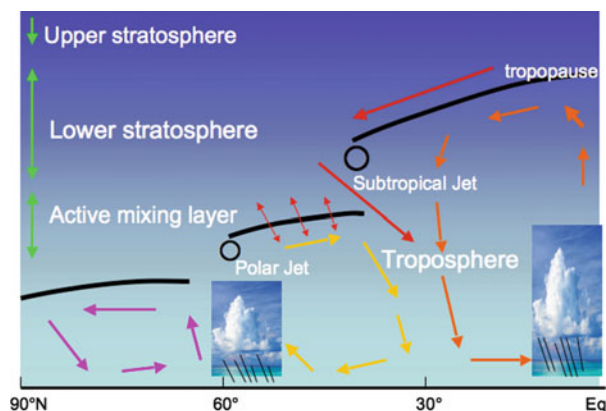 Upper stratosphere
tropopause
Lower stratosphere
Subtropical Jet
Active mixing layer
Polar Jet
Troposphere
90°N 60° 30° Eq